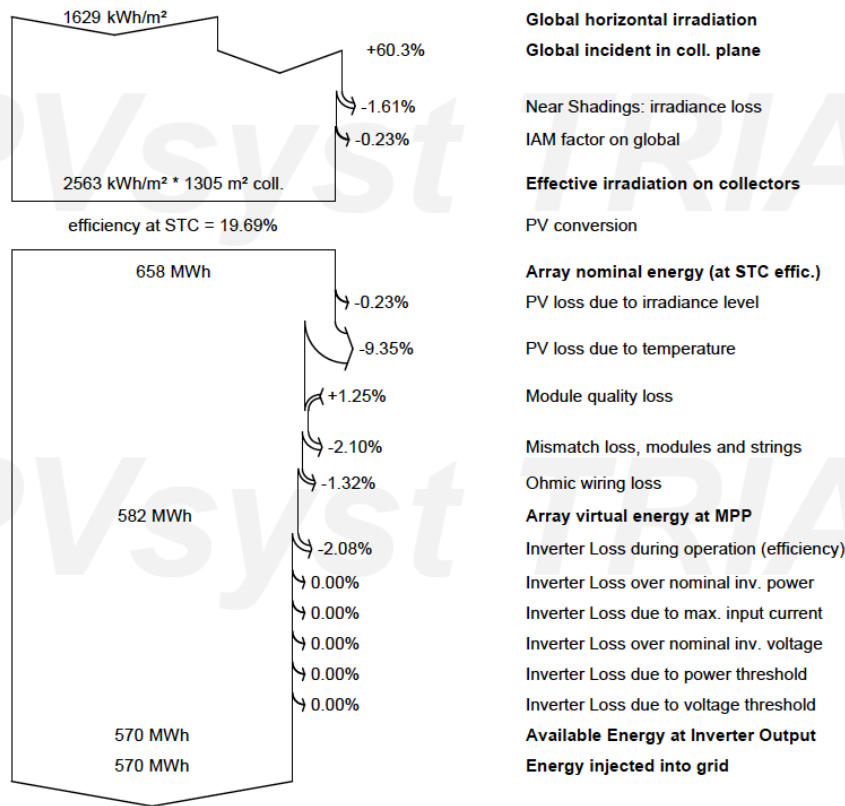 1629 kWh/m² Global horizontal irradiation
+60.3% Global incident in coll. plane
-1.61% Near Shadings: irradiance loss
-0.23% IAM factor on global
2563 kWh/m² * 1305 m² coll. Effective irradiation on collectors
efficiency at STC = 19.69% PV conversion
658 MWh Array nominal energy (at STC effic.)
-0.23% PV loss due to irradiance level
-9.35% PV loss due to temperature
+1.25% Module quality loss
-2.10% Mismatch loss, modules and strings
-1.32% Ohmic wiring loss
582 MWh Array virtual energy at MPP
-2.08% Inverter Loss during operation (efficiency)
0.00% Inverter Loss over nominal inv. power
0.00% Inverter Loss due to max. input current
0.00% Inverter Loss over nominal inv. voltage
0.00% Inverter Loss due to power threshold
0.00% Inverter Loss due to voltage threshold
570 MWh Available Energy at Inverter Output
570 MWh Energy injected into grid
PVsyst TRIA
PVsyst TRIA